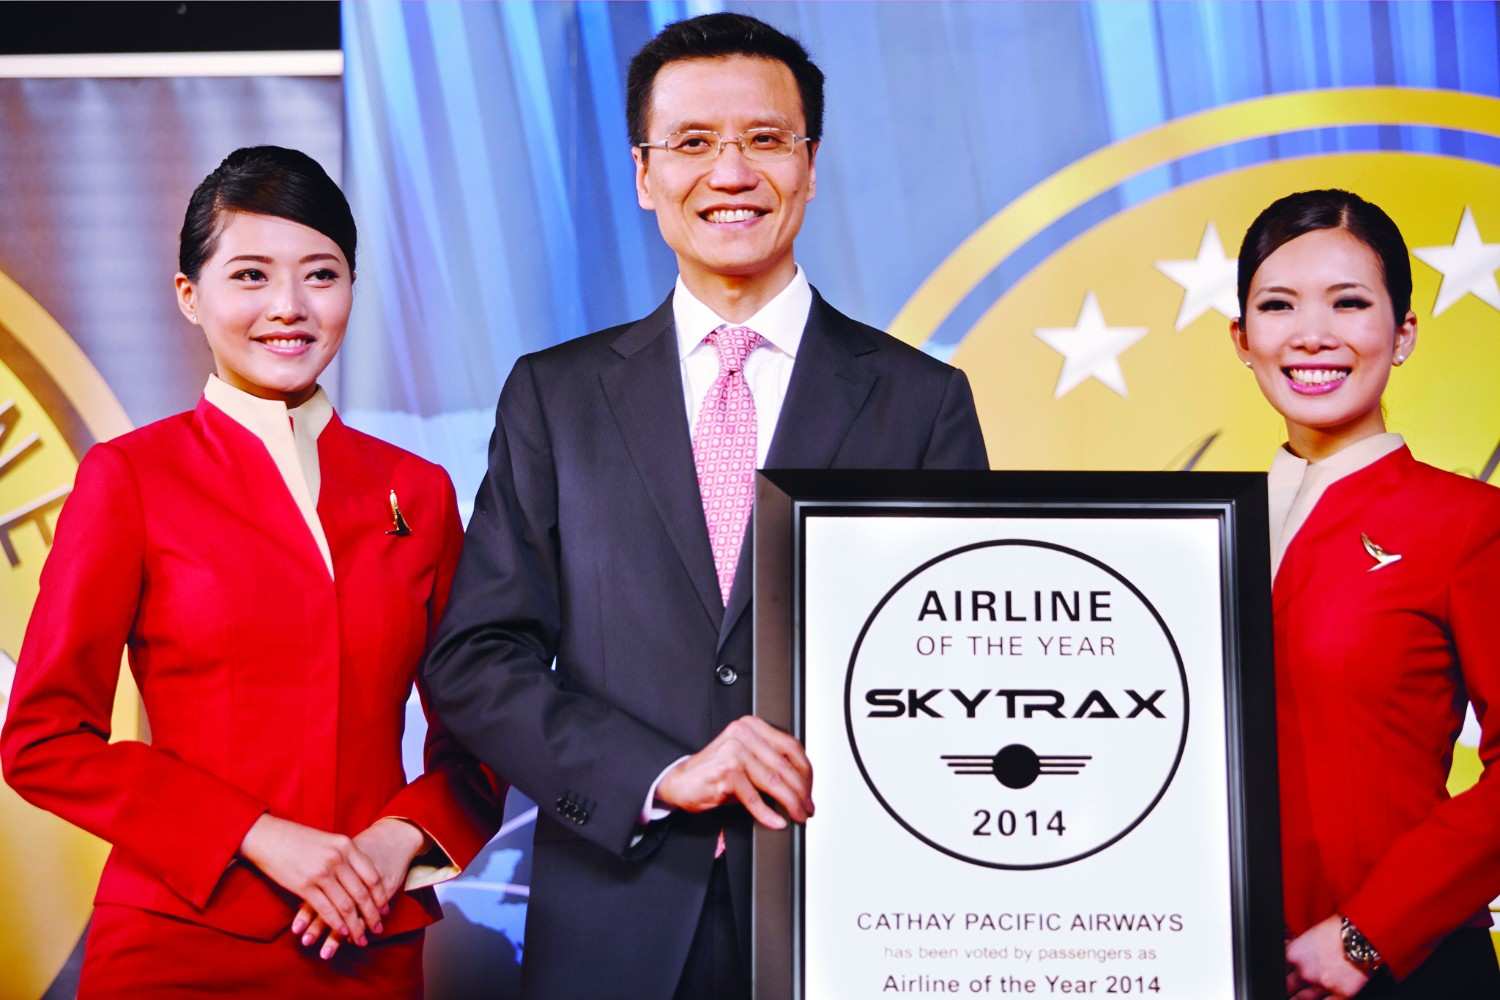 AIRLINE
OF THE YEAR
SKYTRAX
2014
CATHAY PACIFIC AIRWAYS
has been voted by passengers as
Airline of the Year 2014